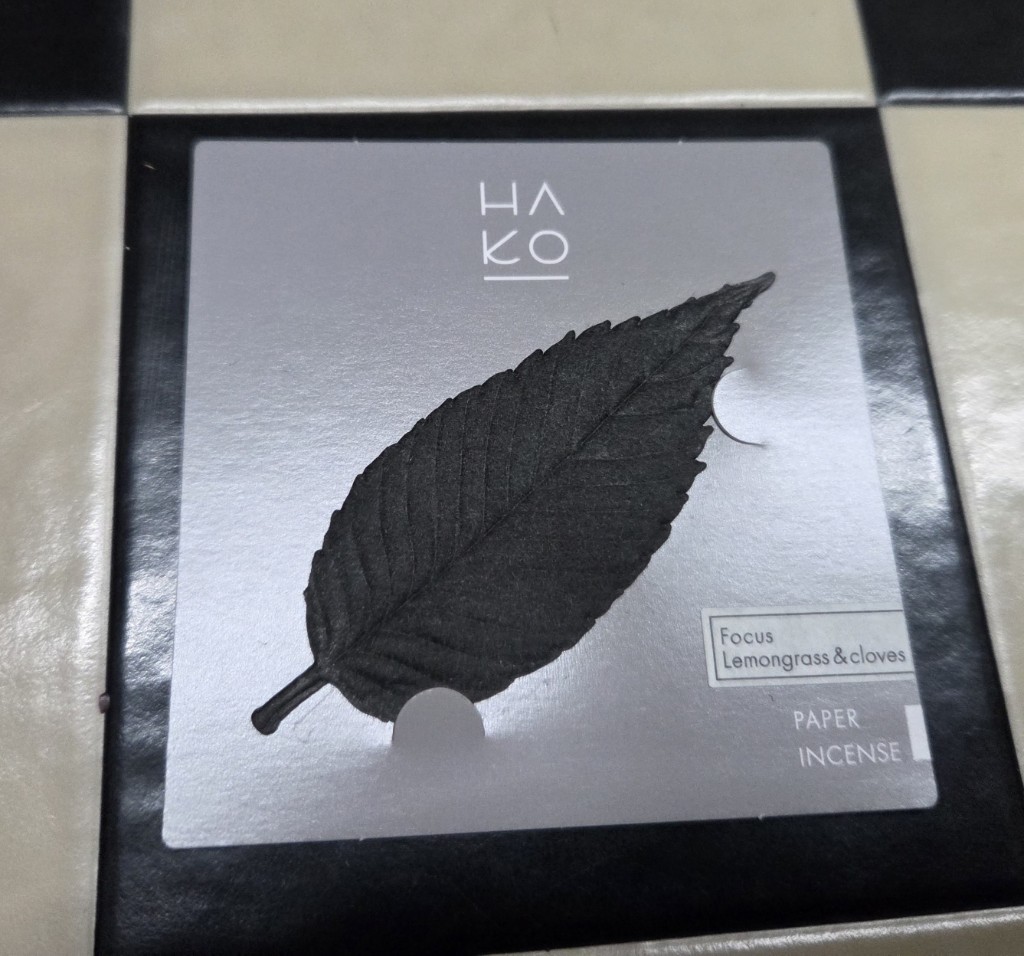 HA
KO
Focus
Lemongrass & cloves
PAPER
INCENSE